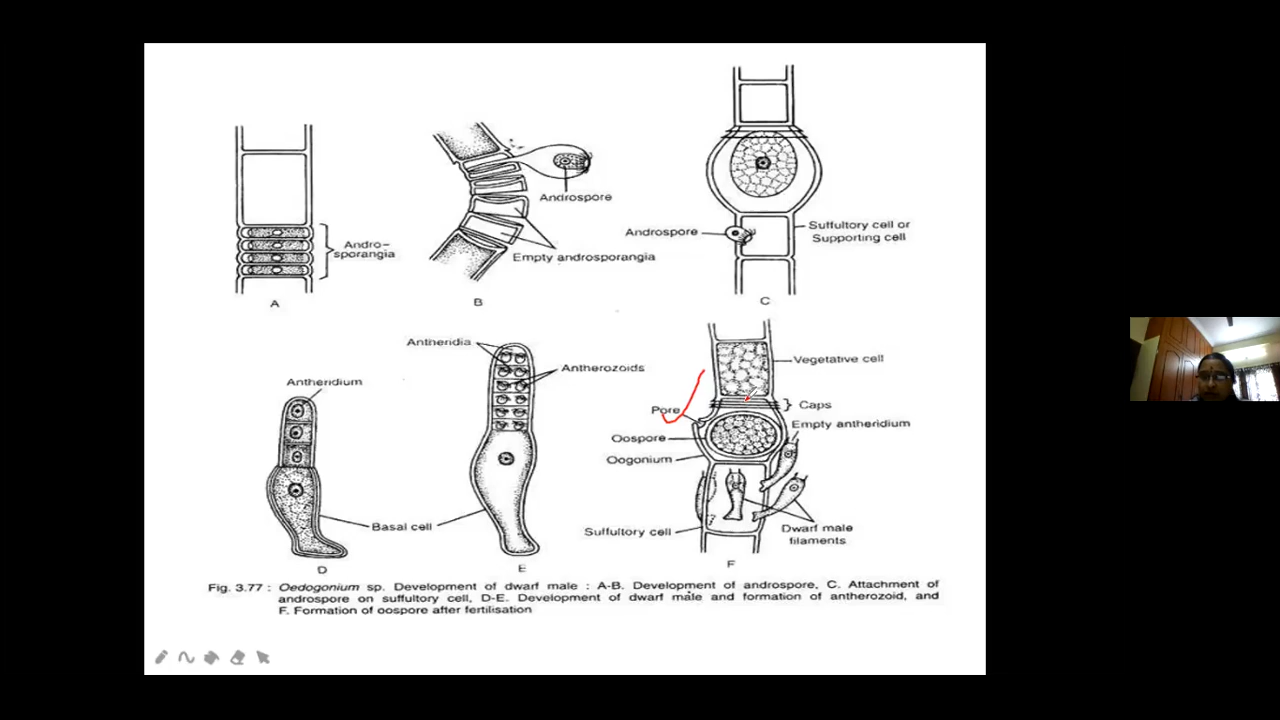 Andro-
sporangia
A
Androspore
Empty androsporangia
B
Androspore
Suffultory cell or
Supporting cell
C
Antheridium
D
Antheridia
Antherozoids
Basal cell
E
Vegetative cell
Pore
Caps
Empty antheridium
Oospore
Oogonium
Suffultory cell
Dwarf male
filaments
F
Fig. 3.77 : Oedogonium sp. Development of dwarf male : A-B. Development of androspore, C. Attachment of
androspore on suffultory cell, D-E. Development of dwarf male and formation of antherozoid, and
F. Formation of oospore after fertilisation